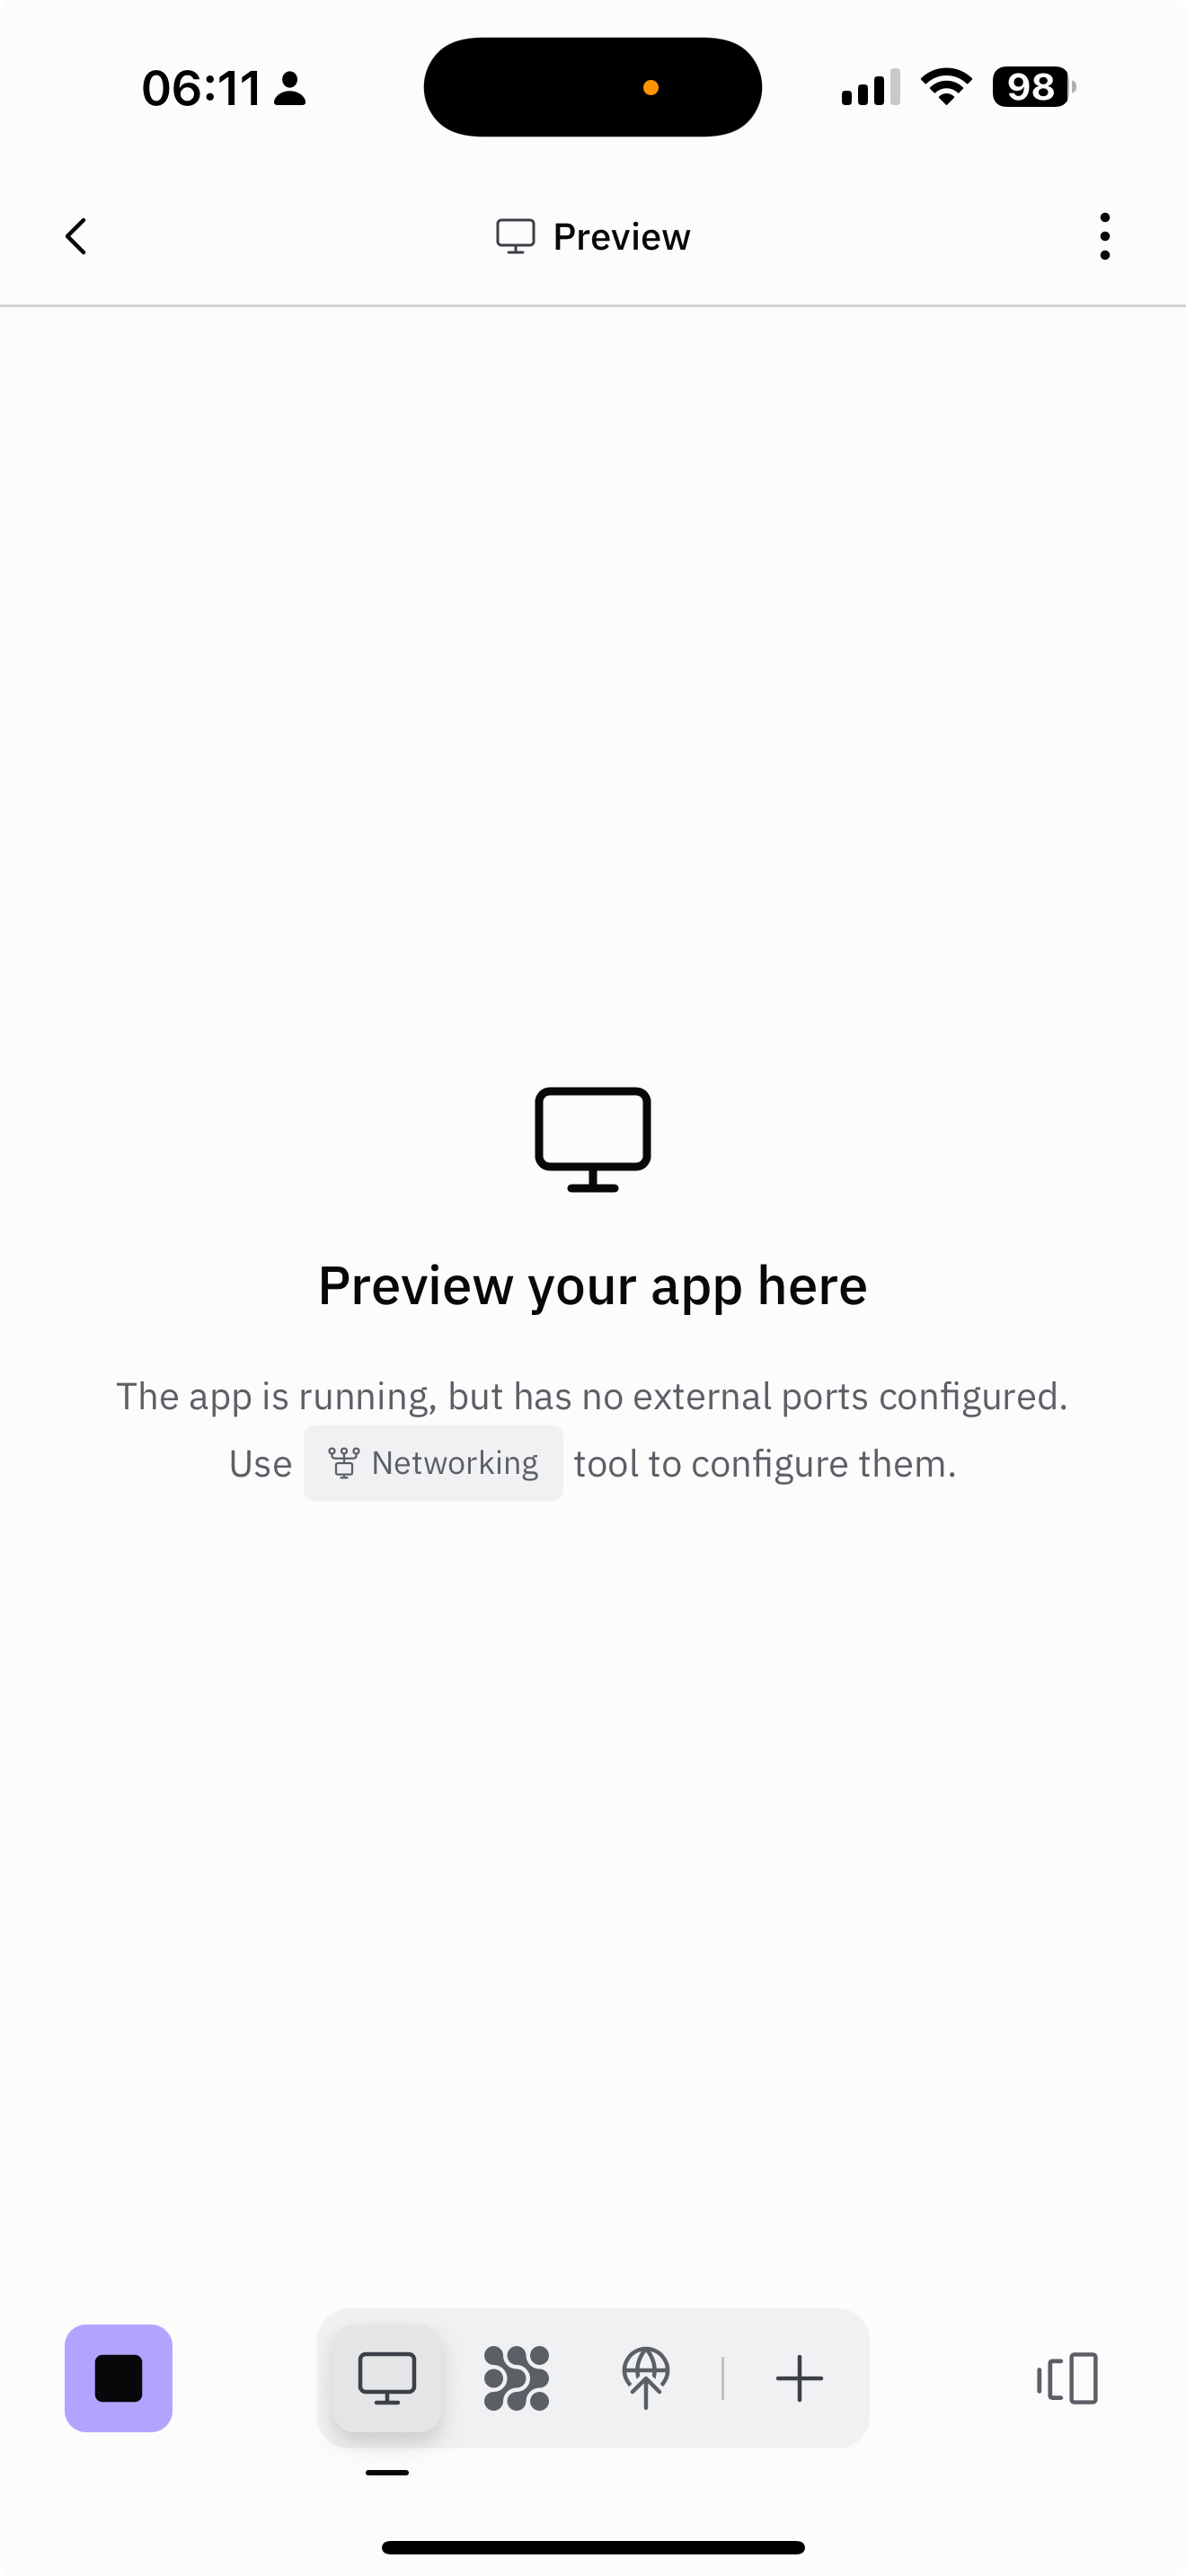 06:11 98
Preview
Preview your app here
The app is running, but has no external ports configured.
Use Networking tool to configure them.